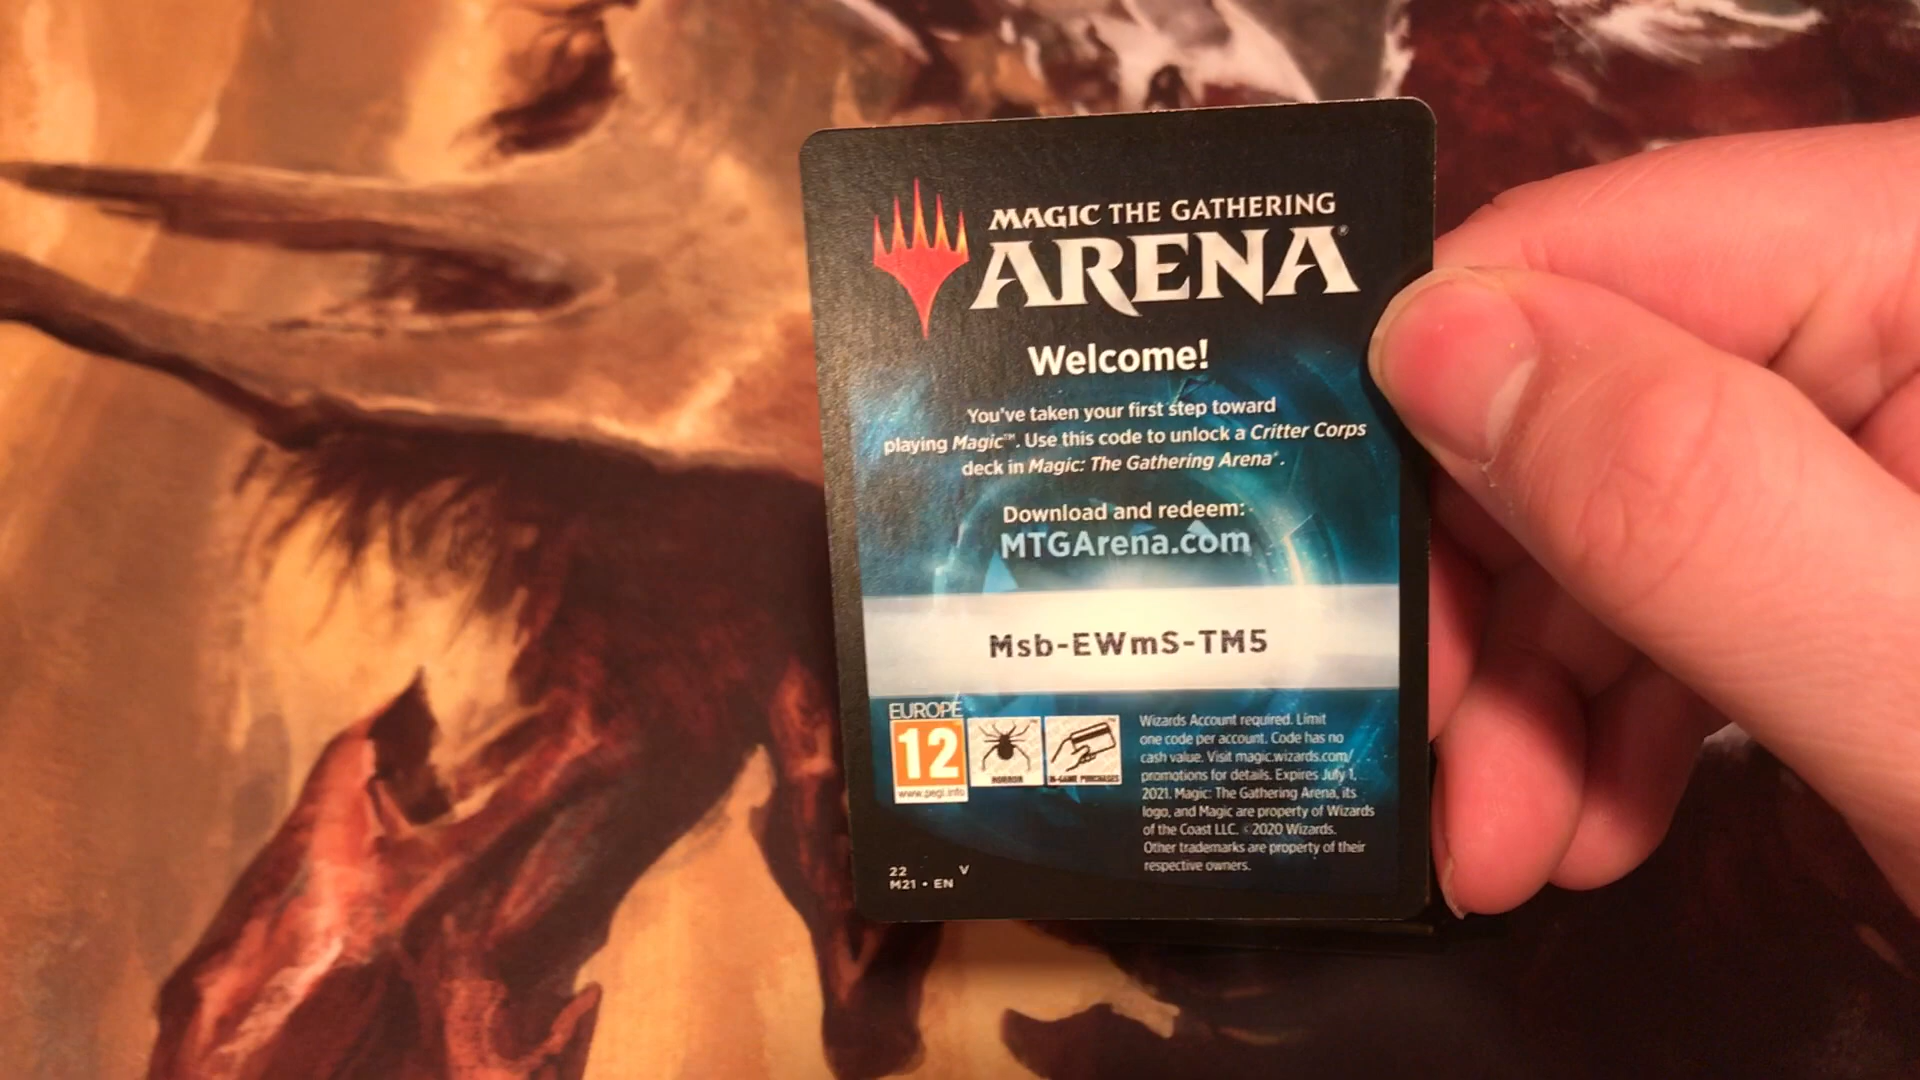 MAGIC THE GATHERING
ARENA®
Welcome!
You've taken your first step toward
playing Magic™. Use this code to unlock a Critter Corps
deck in Magic: The Gathering Arena®.
Download and redeem:
MTGArena.com
Msb-EWmS-TM5
EUROPE
12
www.pegi.info
HORROR
IN-GAME PURCHASES
Wizards Account required. Limit
one code per account. Code has no
cash value. Visit magic.wizards.com/
promotions for details. Expires July 1,
2021. Magic: The Gathering Arena, its
logo, and Magic are property of Wizards
of the Coast LLC. ©2020 Wizards.
Other trademarks are property of their
respective owners.
22 V
M21 • EN